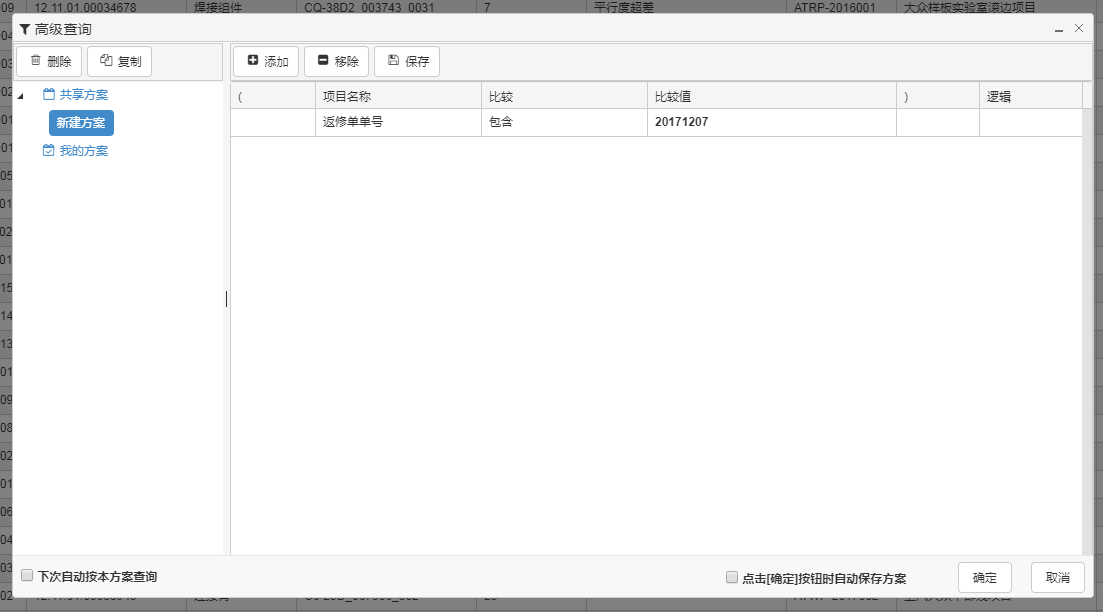 09 12.11.01.00034678 焊接组件 CQ-38D2_003743_0031 7 平行度超差 ATRP-2016001 大众样板实验室滚边项目
高级查询
删除 复制 添加 移除 保存
共享方案
新建方案
我的方案
( 项目名称 比较 比较值 ) 逻辑
返修单单号 包含 20171207
下次自动按本方案查询
点击[确定]按钮时自动保存方案 确定 取消